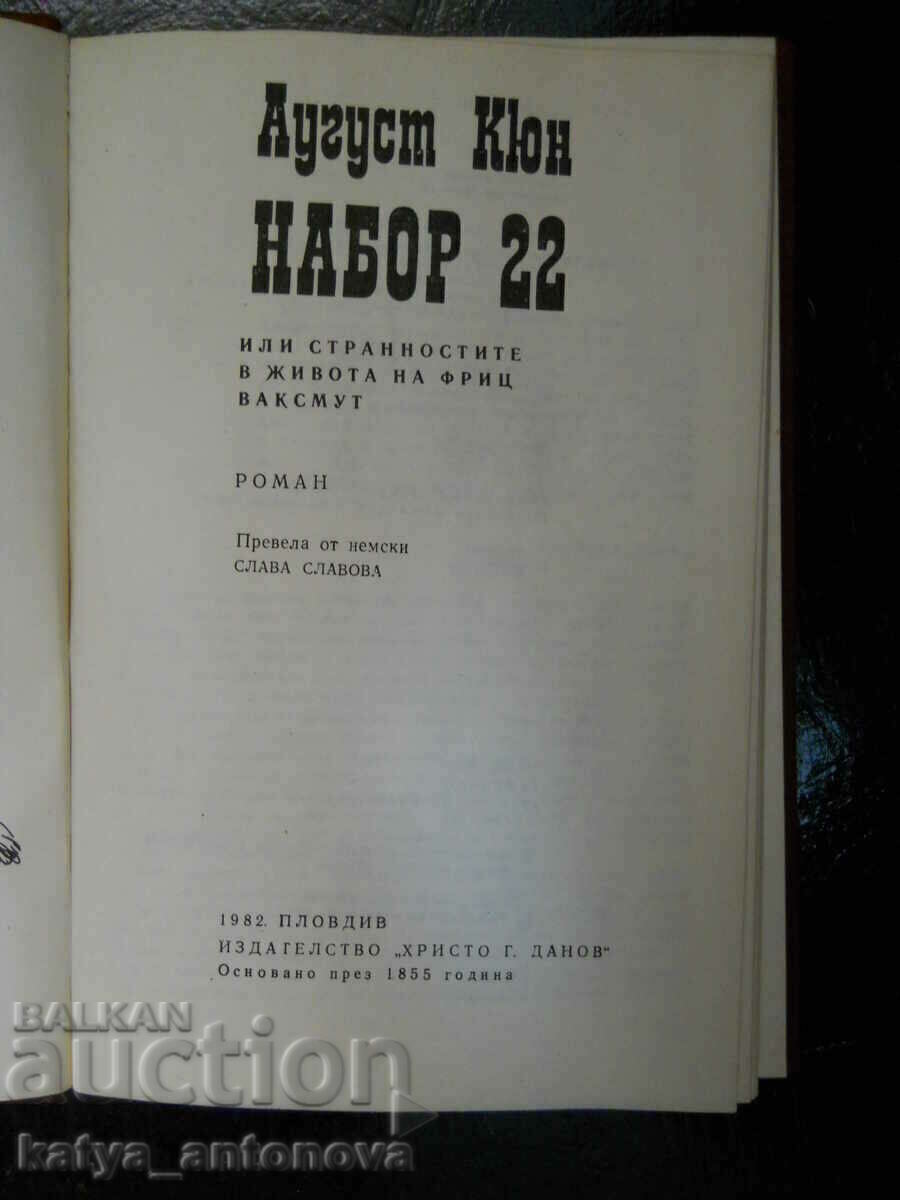 Аугуст Кюн
НАБОР 22
ИЛИ СТРАННОСТИТЕ
В ЖИВОТА НА ФРИЦ
ВАКСМУТ
РОМАН
Превела от немски
СЛАВА СЛАВОВА
1982. ПЛОВДИВ
ИЗДАТЕЛСТВО „ХРИСТО Г. ДАНОВ“
Основано през 1855 година
BALKAN
auction
katya_antonova